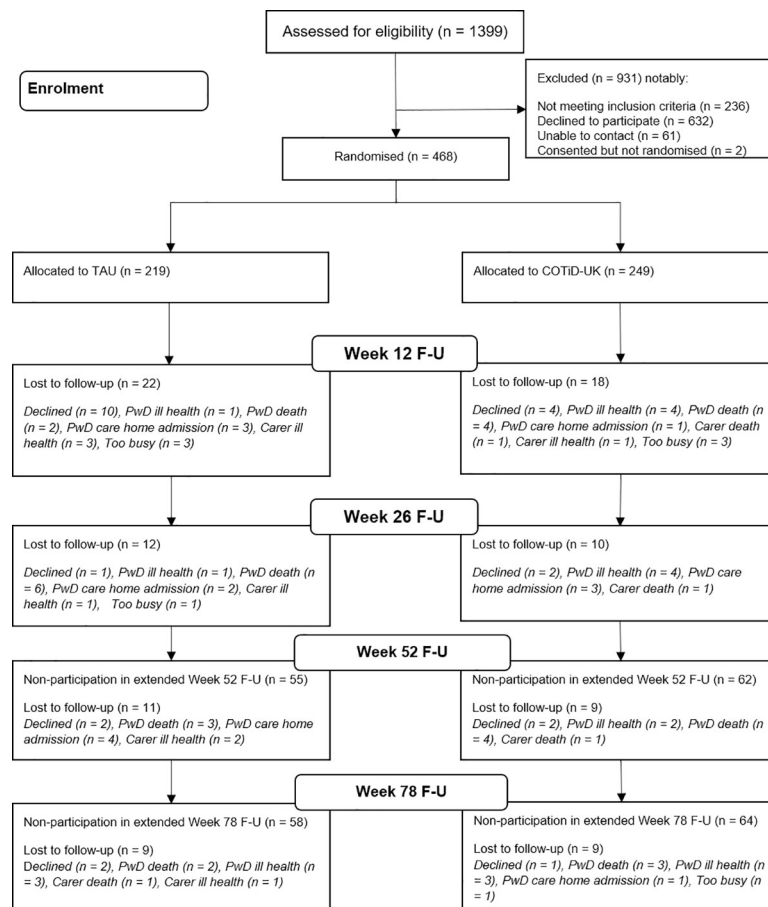 Assessed for eligibility (n = 1399)
Enrolment
Excluded (n = 931) notably:
Not meeting inclusion criteria (n = 236)
Declined to participate (n = 632)
Unable to contact (n = 61)
Consented but not randomised (n = 2)
Randomised (n = 468)
Allocated to TAU (n = 219)
Allocated to COTiD-UK (n = 249)
Week 12 F-U
Lost to follow-up (n = 22)
Declined (n = 10), PwD ill health (n = 1), PwD death
(n = 2), PwD care home admission (n = 3), Carer ill
health (n = 3), Too busy (n = 3)
Lost to follow-up (n = 18)
Declined (n = 4), PwD ill health (n = 4), PwD death (n
= 4), PwD care home admission (n = 1), Carer death
(n = 1), Carer ill health (n = 1), Too busy (n = 3)
Week 26 F-U
Lost to follow-up (n = 12)
Declined (n = 1), PwD ill health (n = 1), PwD death (n
= 6), PwD care home admission (n = 2), Carer ill
health (n = 1), Too busy (n = 1)
Lost to follow-up (n = 10)
Declined (n = 2), PwD ill health (n = 4), PwD care
home admission (n = 3), Carer death (n = 1)
Week 52 F-U
Non-participation in extended Week 52 F-U (n = 55)
Lost to follow-up (n = 11)
Declined (n = 2), PwD death (n = 3), PwD care home
admission (n = 4), Carer ill health (n = 2)
Non-participation in extended Week 52 F-U (n = 62)
Lost to follow-up (n = 9)
Declined (n = 2), PwD ill health (n = 2), PwD death (n
= 4), Carer death (n = 1)
Week 78 F-U
Non-participation in extended Week 78 F-U (n = 58)
Lost to follow-up (n = 9)
Declined (n = 2), PwD death (n = 2), PwD ill health (n
= 3), Carer death (n = 1), Carer ill health (n = 1)
Non-participation in extended Week 78 F-U (n = 64)
Lost to follow-up (n = 9)
Declined (n = 1), PwD death (n = 3), PwD ill health (n
= 3), PwD care home admission (n = 1), Too busy (n
= 1)